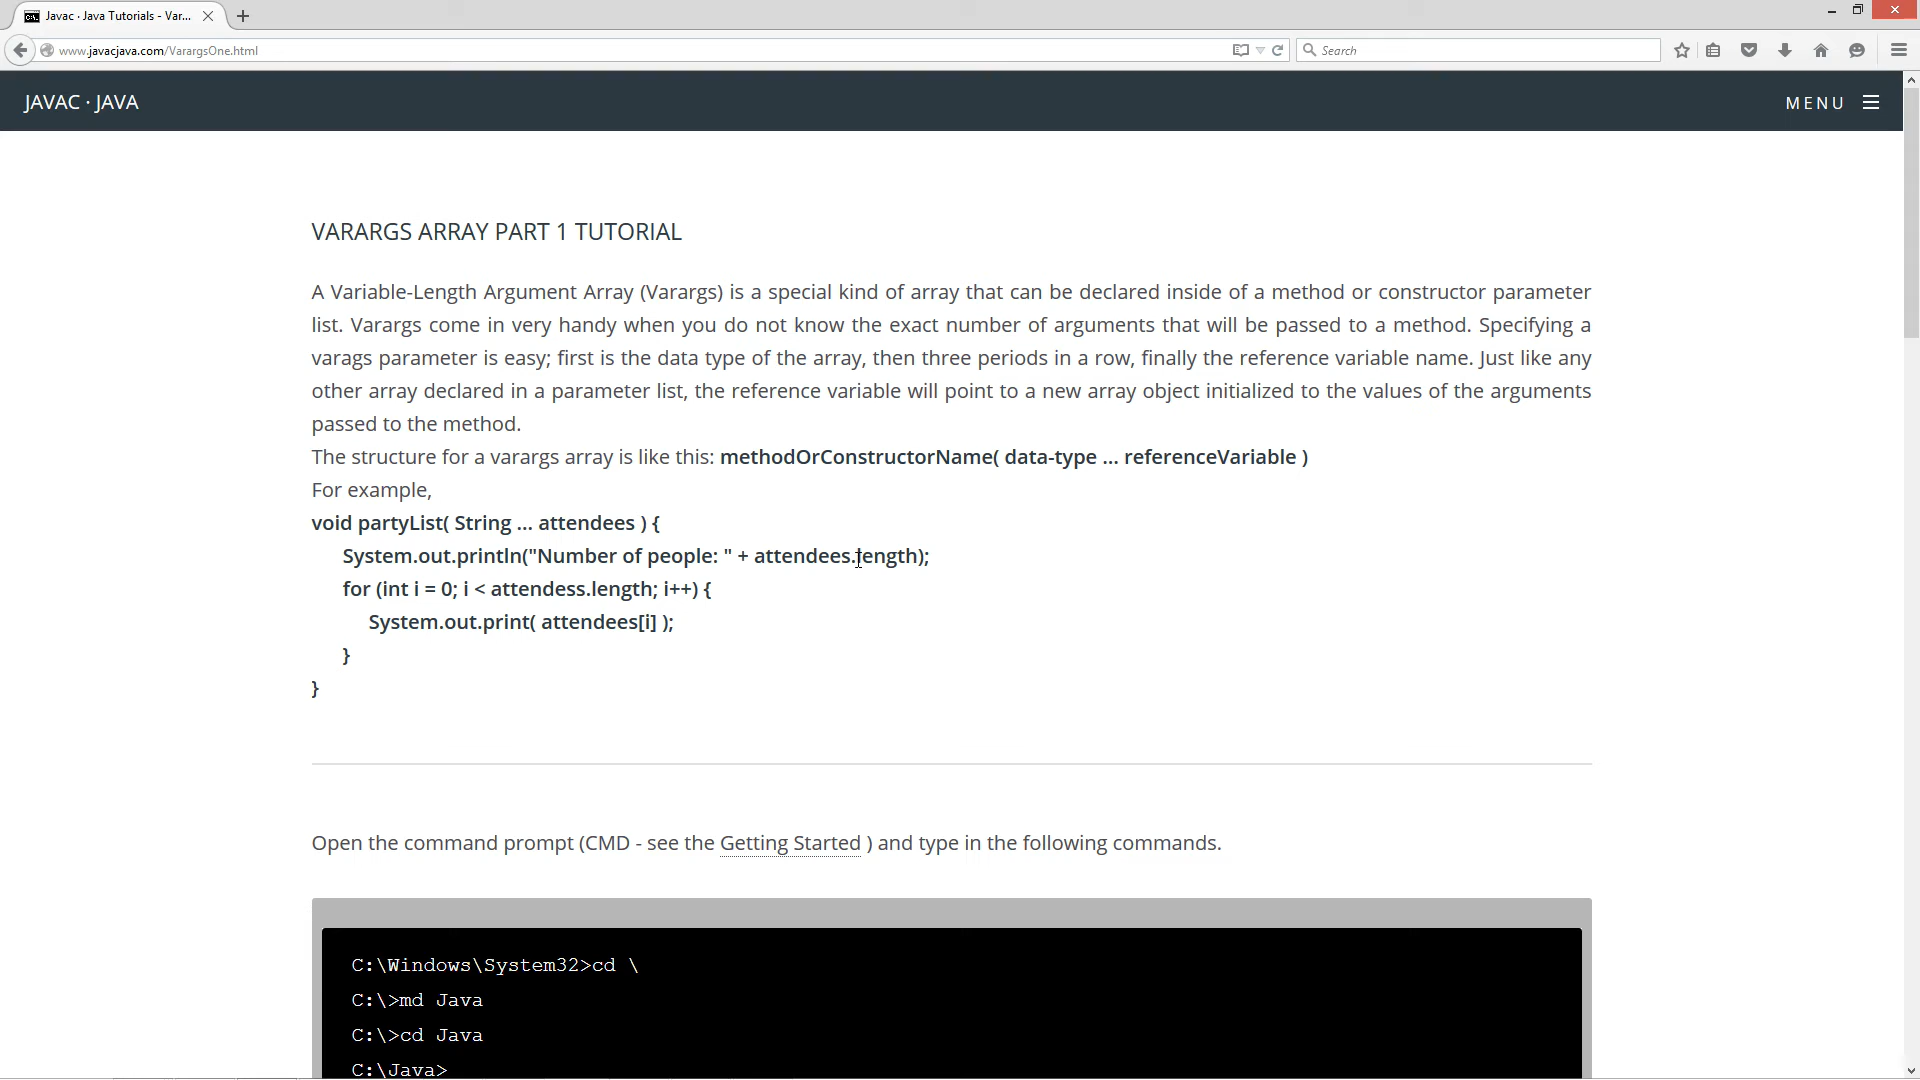 Javac · Java Tutorials - Var...
www.javacjava.com/VarargsOne.html
Search
JAVAC · JAVA
MENU
VARARGS ARRAY PART 1 TUTORIAL
A Variable-Length Argument Array (Varargs) is a special kind of array that can be declared inside of a method or constructor parameter
list. Varargs come in very handy when you do not know the exact number of arguments that will be passed to a method. Specifying a
varags parameter is easy; first is the data type of the array, then three periods in a row, finally the reference variable name. Just like any
other array declared in a parameter list, the reference variable will point to a new array object initialized to the values of the arguments
passed to the method.
The structure for a varargs array is like this: methodOrConstructorName( data-type ... referenceVariable )
For example,
void partyList( String ... attendees ) {
System.out.println("Number of people: " + attendees.length);
for (int i = 0; i < attendess.length; i++) {
System.out.print( attendees[i] );
}
}
Open the command prompt (CMD - see the Getting Started ) and type in the following commands.
C:\Windows\System32>cd \
C:\>md Java
C:\>cd Java
C:\Java>